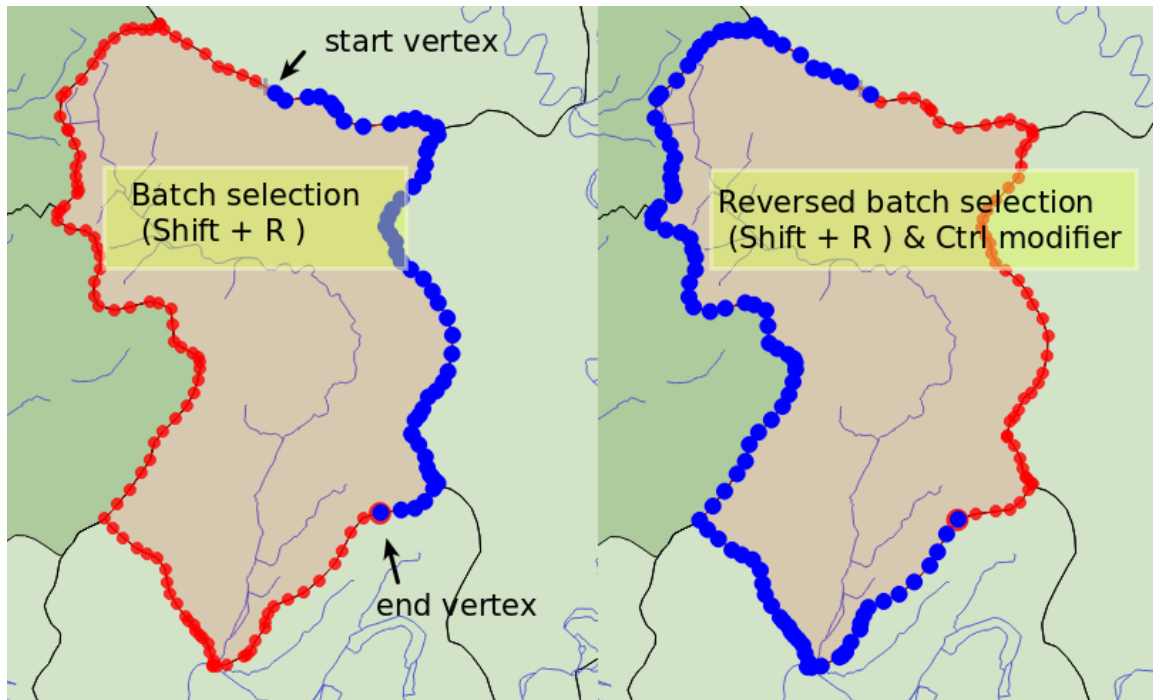 start vertex
Batch selection
(Shift + R )
end vertex
Reversed batch selection
(Shift + R ) & Ctrl modifier